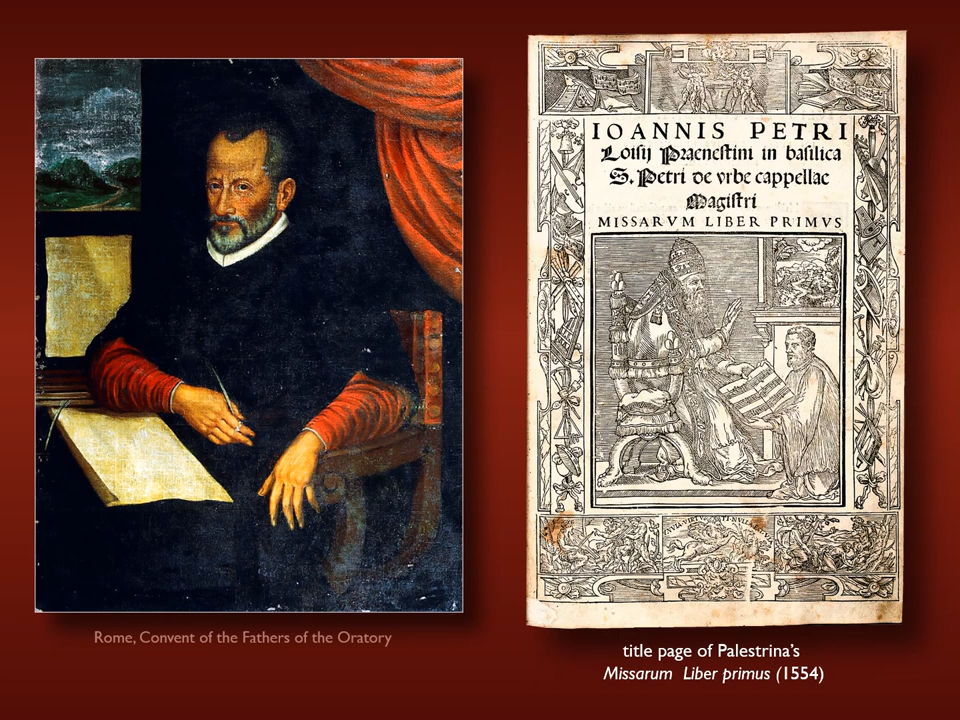 Rome, Convent of the Fathers of the Oratory
IOANNIS PETRI
Loisij Praenestini in basilica
S. Petri de vrbe cappellae
Magistri
MISSARVM LIBER PRIMVS
title page of Palestrina’s
Missarum Liber primus (1554)